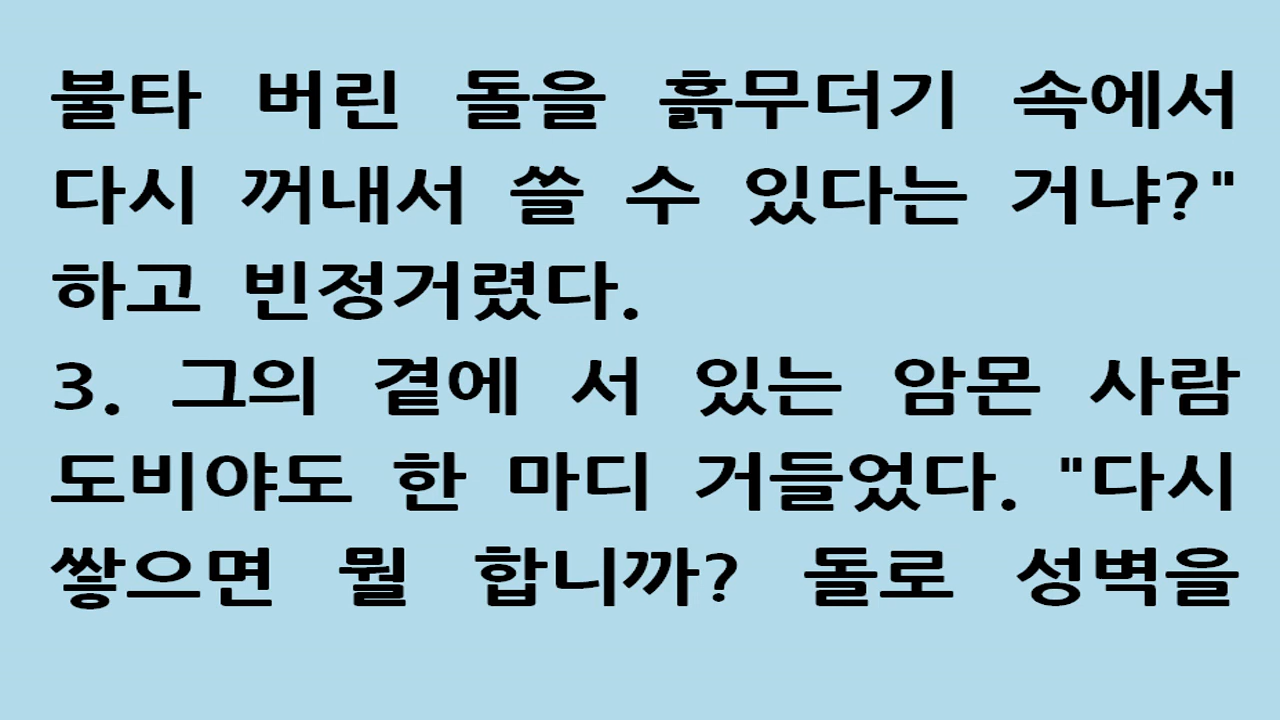 불타 버린 돌을 흙무더기 속에서
다시 꺼내서 쓸 수 있다는 거냐?"
하고 빈정거렸다.
3. 그의 곁에 서 있는 암몬 사람
도비야도 한 마디 거들었다. "다시
쌓으면 뭘 합니까? 돌로 성벽을